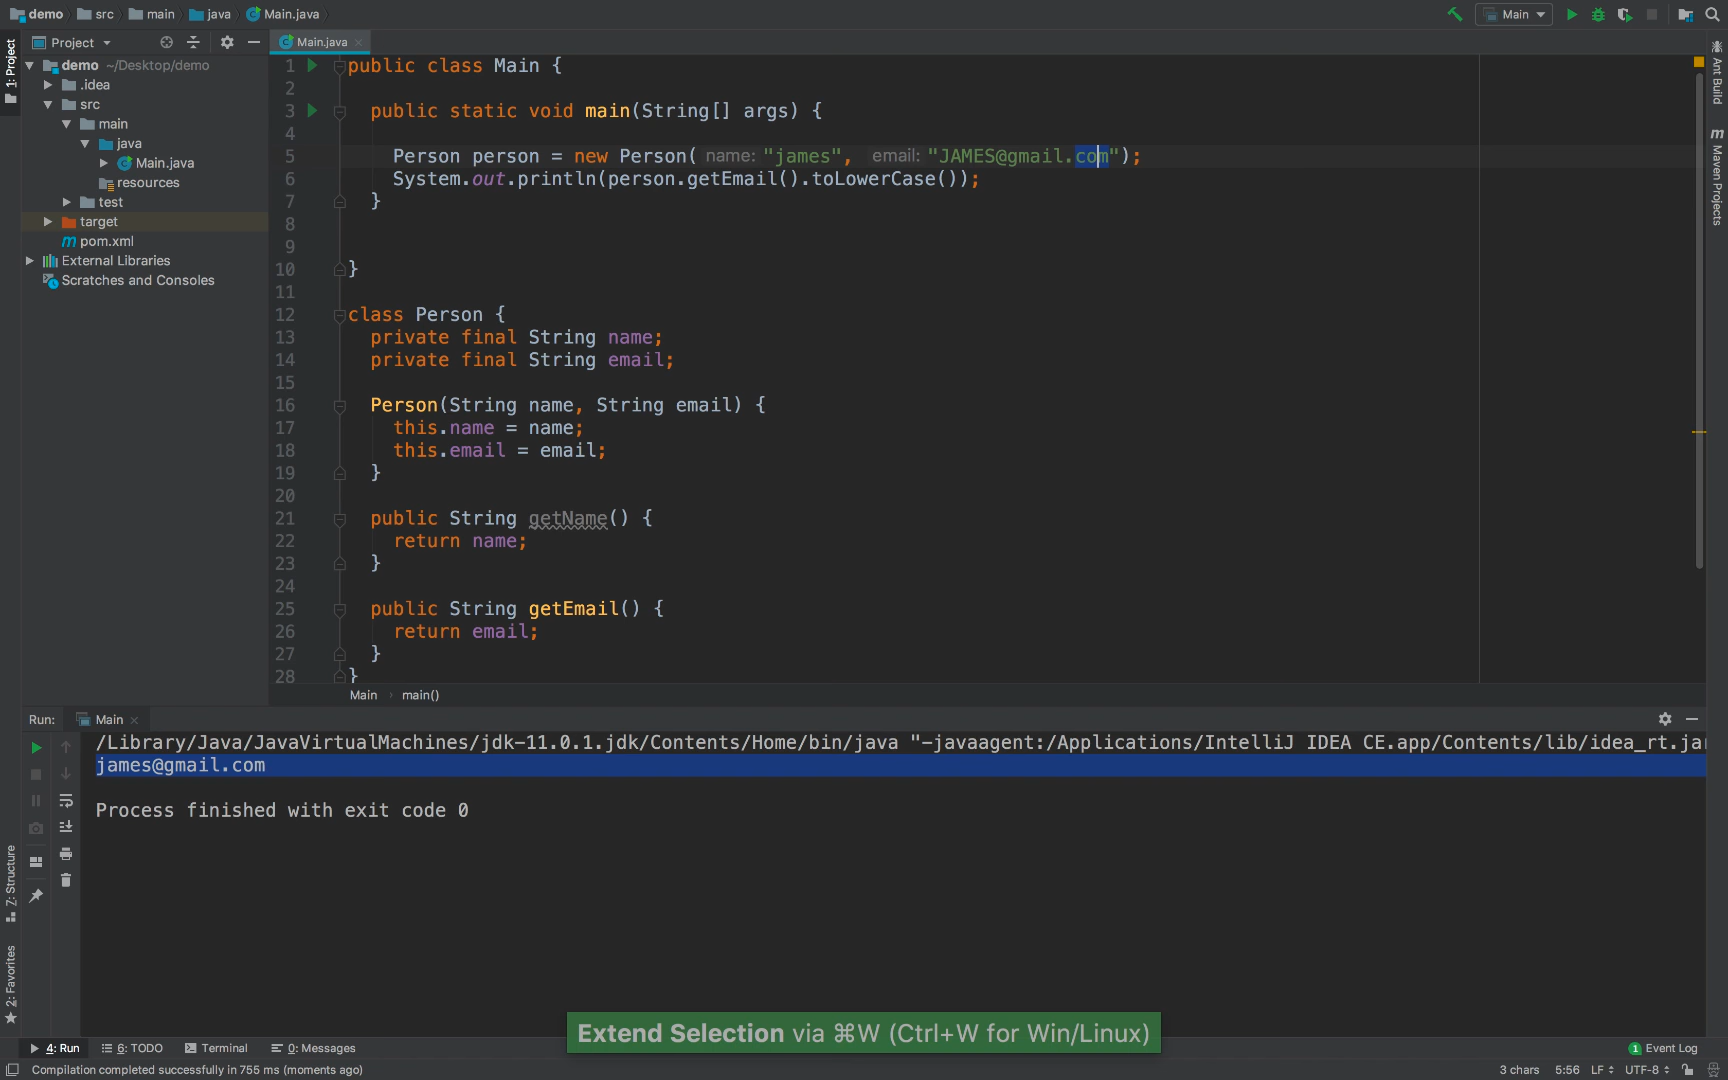 demo src main java Main.java Main
Project Main.java
demo ~/Desktop/demo
.idea
src
main
java
Main.java
resources
test
target
pom.xml
External Libraries
Scratches and Consoles
1: Project
1 public class Main {
2
3 public static void main(String[] args) {
4
5 Person person = new Person( name: "james", email: "JAMES@gmail.com");
6 System.out.println(person.getEmail().toLowerCase());
7 }
8
9
10 }
11
12 class Person {
13 private final String name;
14 private final String email;
15
16 Person(String name, String email) {
17 this.name = name;
18 this.email = email;
19 }
20
21 public String getName() {
22 return name;
23 }
24
25 public String getEmail() {
26 return email;
27 }
28 }
Main › main()
Ant Build
m Maven Projects
Run: Main
/Library/Java/JavaVirtualMachines/jdk-11.0.1.jdk/Contents/Home/bin/java "-javaagent:/Applications/IntelliJ IDEA CE.app/Contents/lib/idea_rt.jar
james@gmail.com
Process finished with exit code 0
Z: Structure
2: Favorites
Extend Selection via ⌘W (Ctrl+W for Win/Linux)
4: Run 6: TODO Terminal 0: Messages 1 Event Log
Compilation completed successfully in 755 ms (moments ago) 3 chars 5:56 LF UTF-8